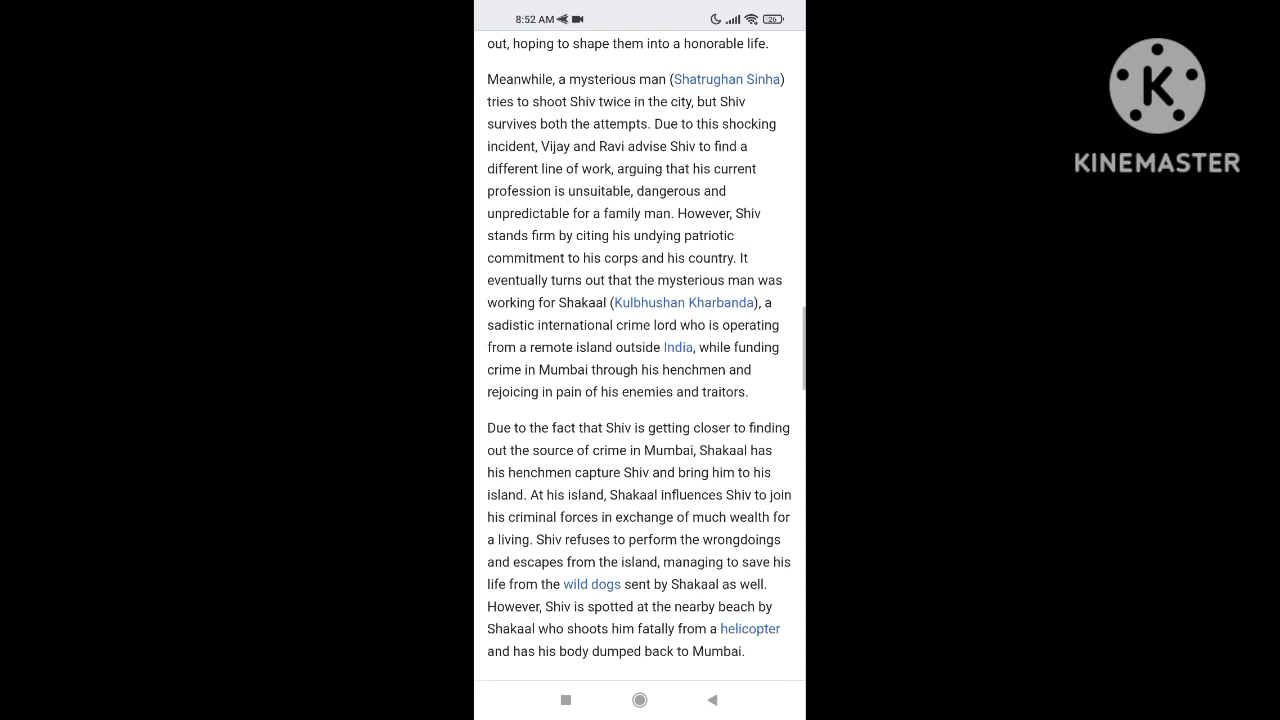 8:52 AM
26
out, hoping to shape them into a honorable life.
Meanwhile, a mysterious man (Shatrughan Sinha)
tries to shoot Shiv twice in the city, but Shiv
survives both the attempts. Due to this shocking
incident, Vijay and Ravi advise Shiv to find a
different line of work, arguing that his current
profession is unsuitable, dangerous and
unpredictable for a family man. However, Shiv
stands firm by citing his undying patriotic
commitment to his corps and his country. It
eventually turns out that the mysterious man was
working for Shakaal (Kulbhushan Kharbanda), a
sadistic international crime lord who is operating
from a remote island outside India, while funding
crime in Mumbai through his henchmen and
rejoicing in pain of his enemies and traitors.
Due to the fact that Shiv is getting closer to finding
out the source of crime in Mumbai, Shakaal has
his henchmen capture Shiv and bring him to his
island. At his island, Shakaal influences Shiv to join
his criminal forces in exchange of much wealth for
a living. Shiv refuses to perform the wrongdoings
and escapes from the island, managing to save his
life from the wild dogs sent by Shakaal as well.
However, Shiv is spotted at the nearby beach by
Shakaal who shoots him fatally from a helicopter
and has his body dumped back to Mumbai.
K
KINEMASTER